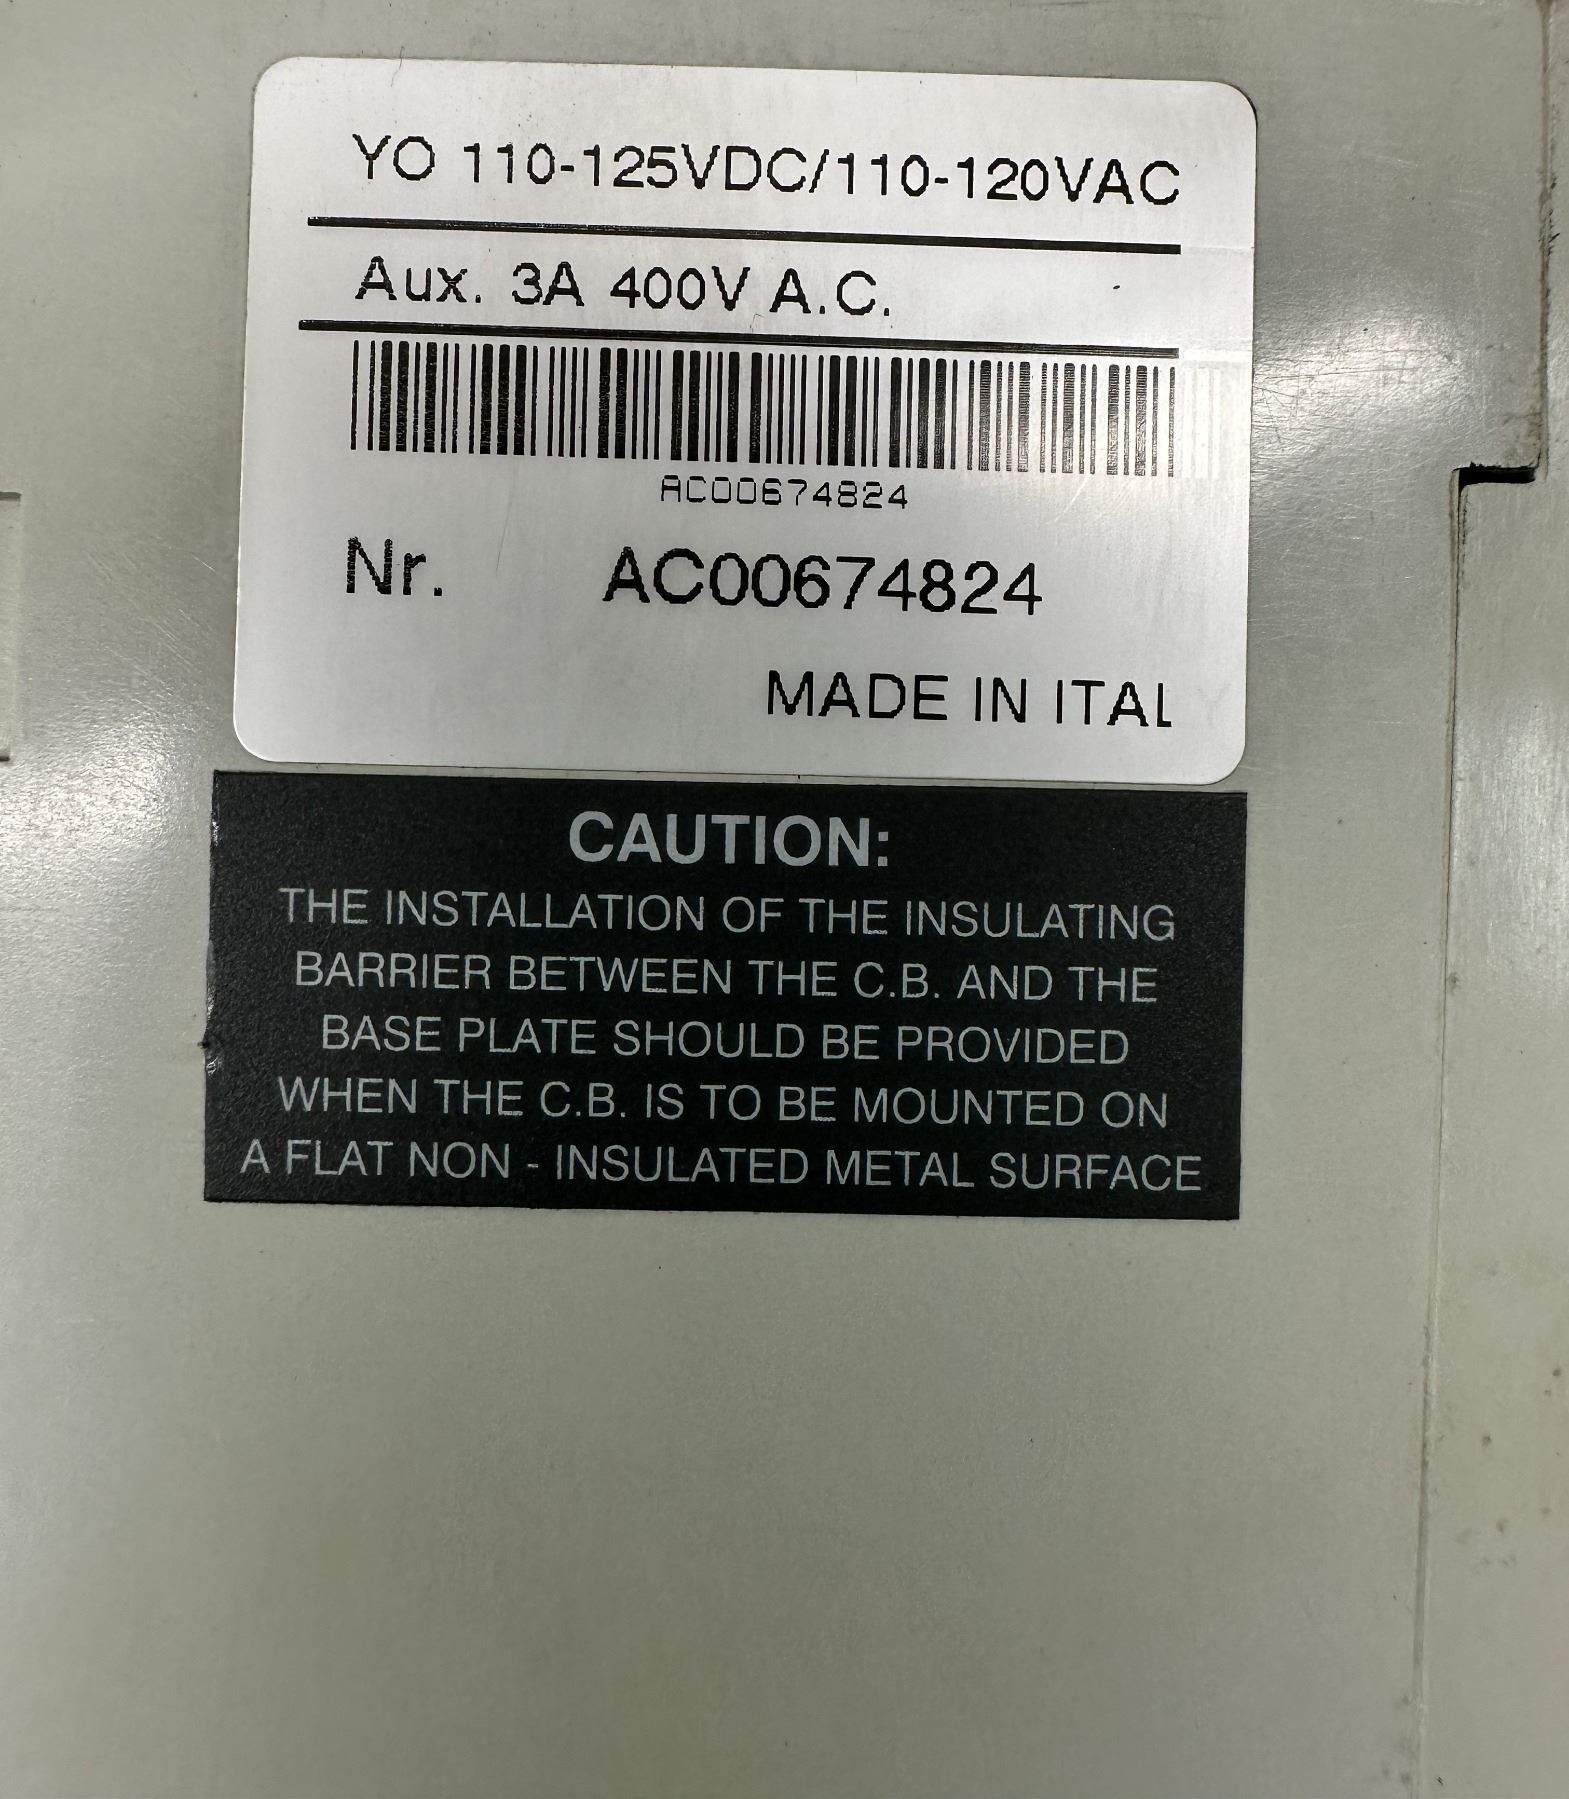 YO 110-125VDC/110-120VAC
Aux. 3A 400V A.C.
AC00674824
Nr. AC00674824
MADE IN ITAL
CAUTION:
THE INSTALLATION OF THE INSULATING
BARRIER BETWEEN THE C.B. AND THE
BASE PLATE SHOULD BE PROVIDED
WHEN THE C.B. IS TO BE MOUNTED ON
A FLAT NON - INSULATED METAL SURFACE